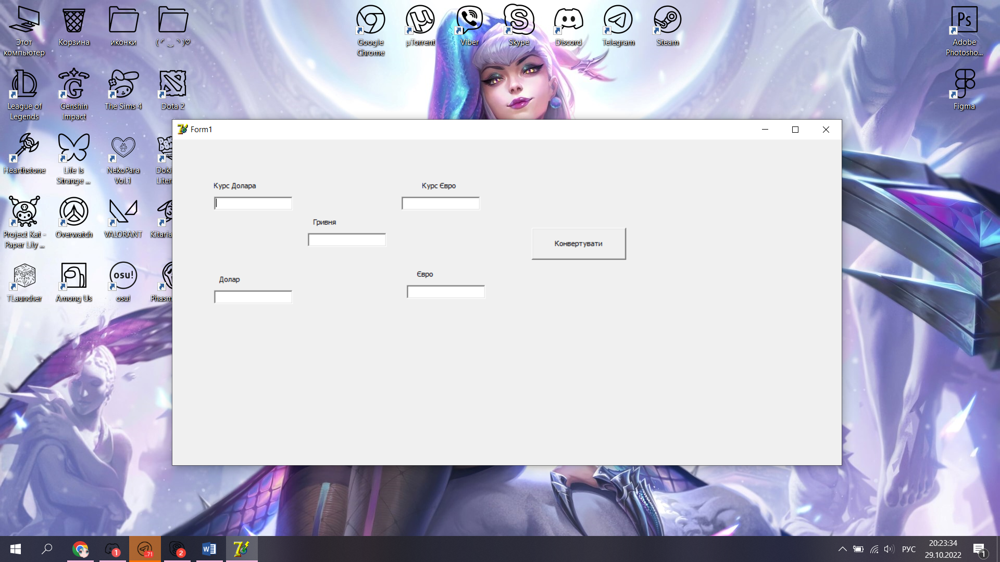 Этот
компьютер
Корзина
иконки
Google
Chrome
µTorrent
Viber
Skype
Discord
Telegram
Steam
Ps
Adobe
Photosho...
League of
Legends
Genshin
Impact
The Sims 4
Dota 2
Figma
Form1
Hearthstone
Life Is
Strange ...
NekoPara
Vol.1
Doki
Liter
Курс Долара
Курс Євро
Гривня
Конвертувати
Долар
Євро
Project Kat -
Paper Lily ...
Overwatch
VALORANT
Kitaria
osu!
TLauncher
Among Us
osu!
Phasm
1
..71
2
РУС
20:23:34
29.10.2022
1